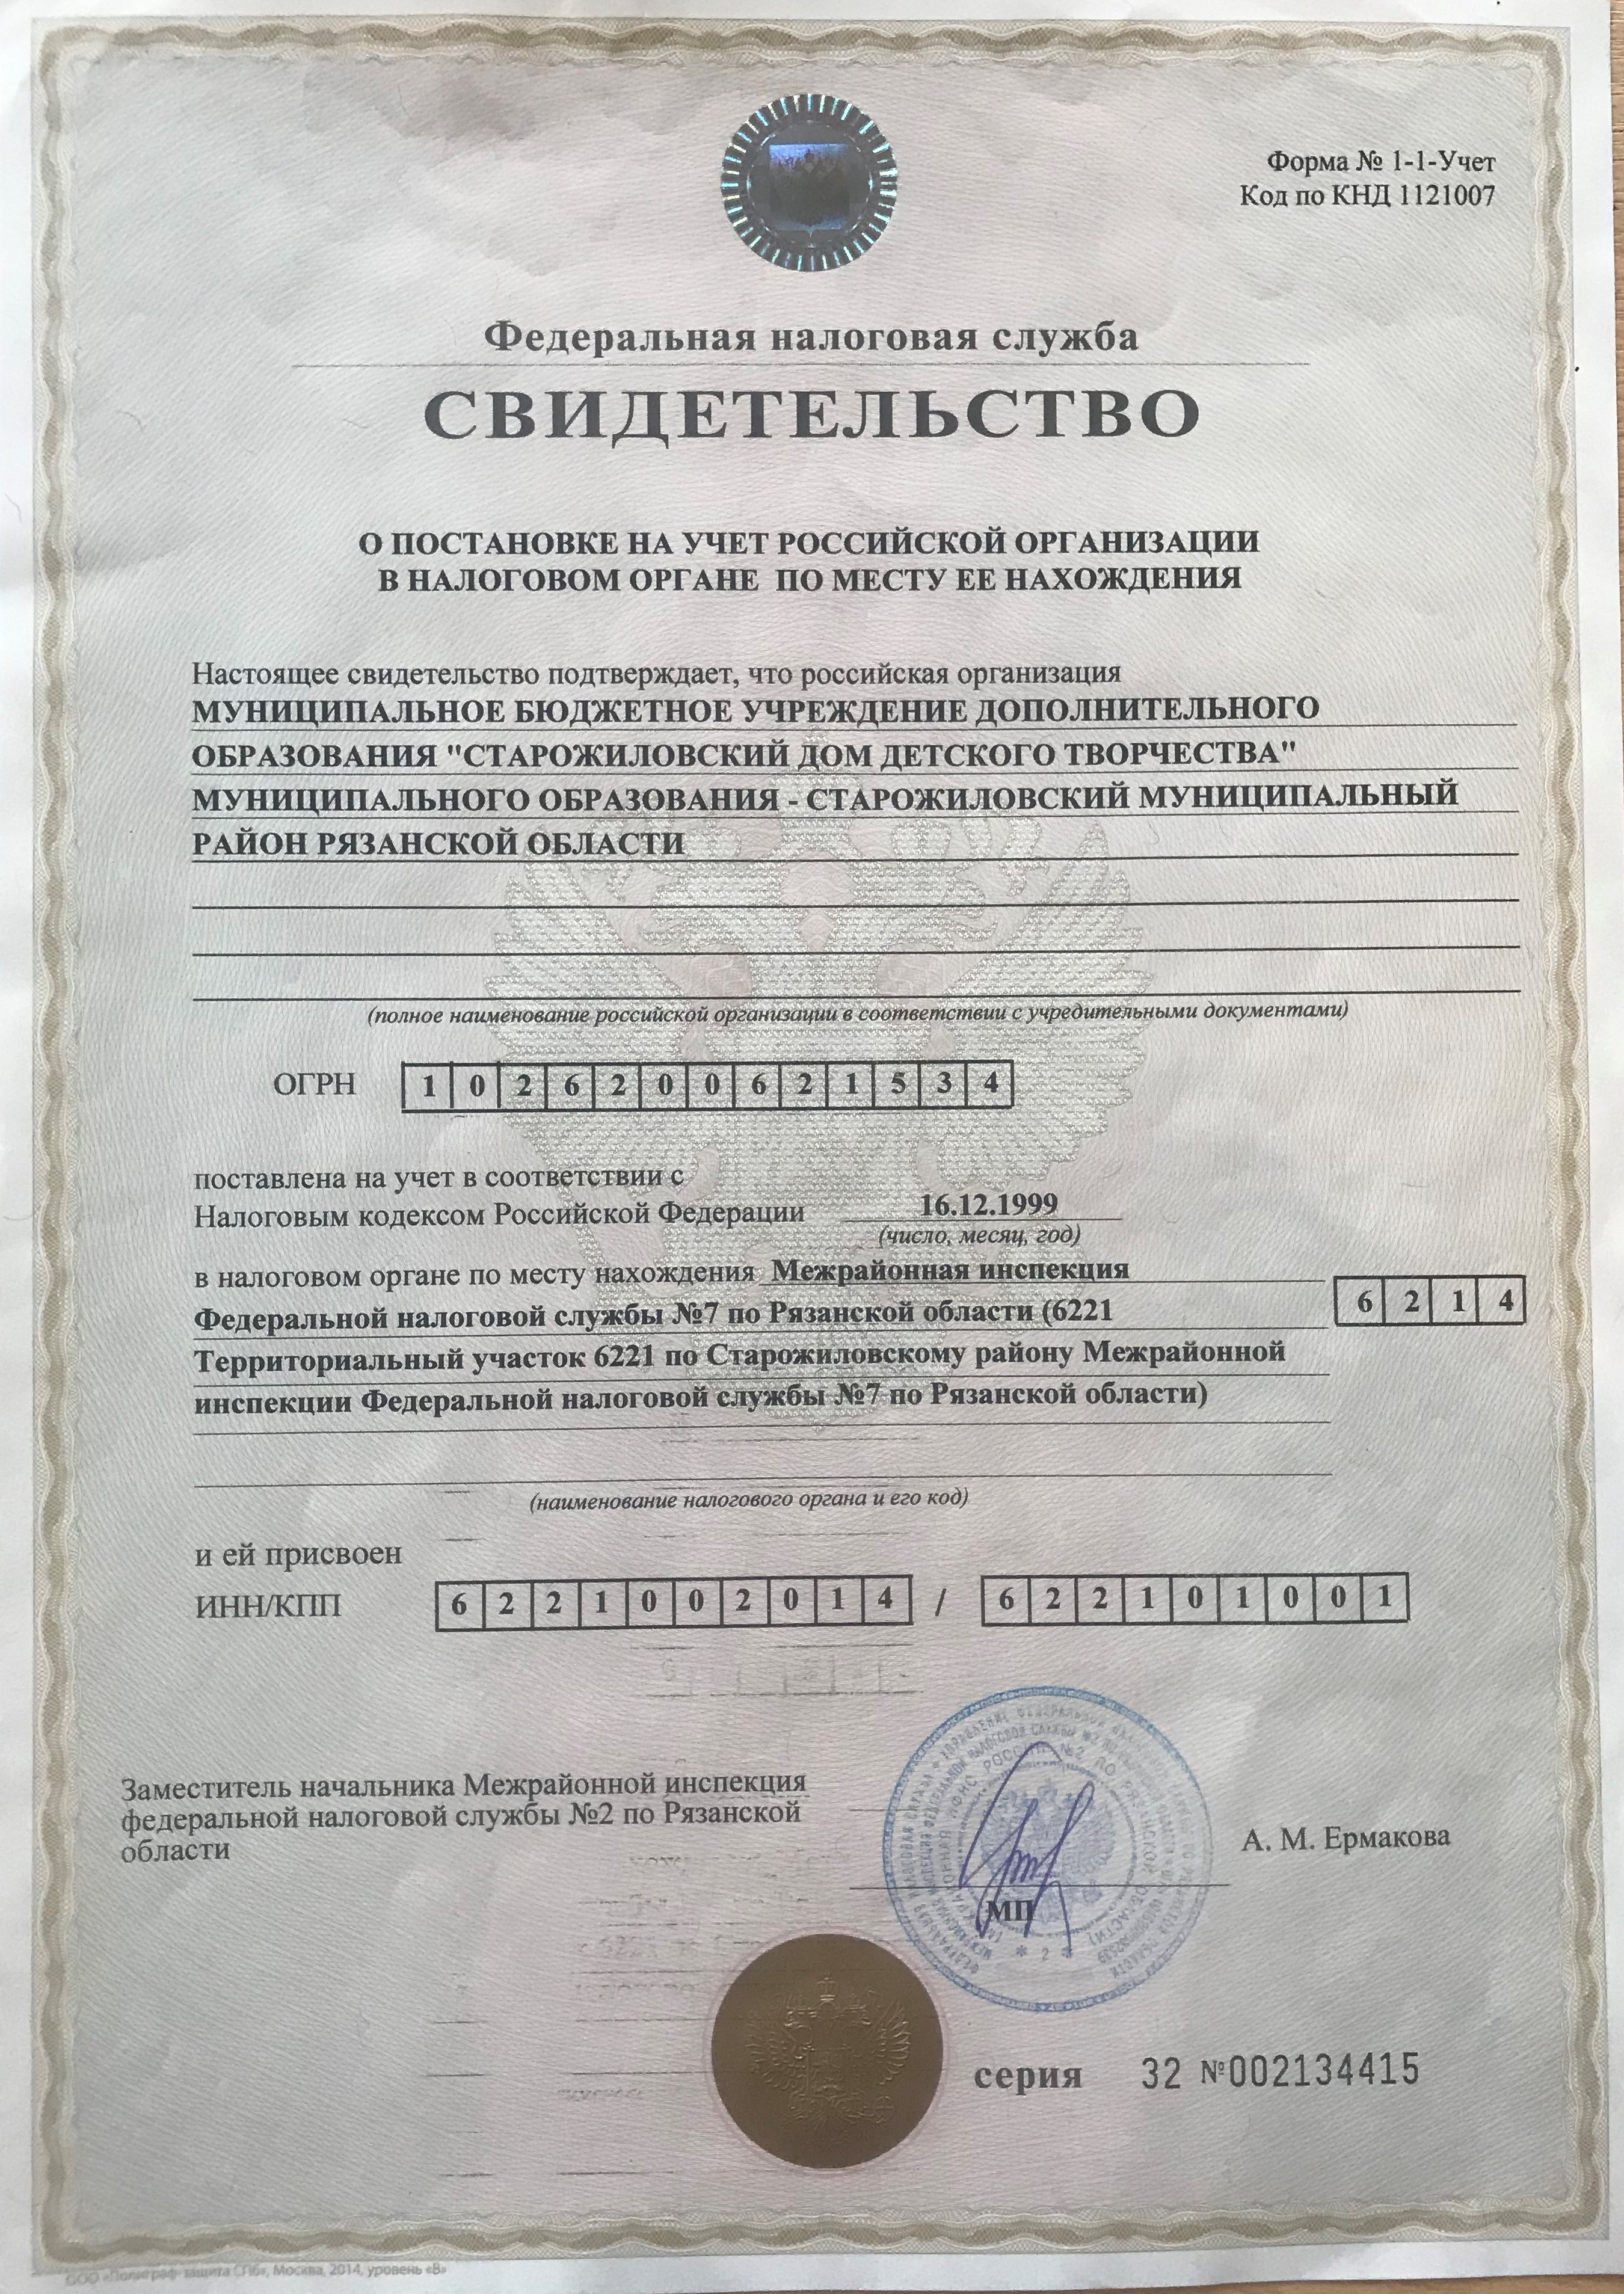 Форма № 1-1-Учет
Код по КНД 1121007
Федеральная налоговая служба
СВИДЕТЕЛЬСТВО
О ПОСТАНОВКЕ НА УЧЕТ РОССИЙСКОЙ ОРГАНИЗАЦИИ
В НАЛОГОВОМ ОРГАНЕ ПО МЕСТУ ЕЕ НАХОЖДЕНИЯ
Настоящее свидетельство подтверждает, что российская организация
МУНИЦИПАЛЬНОЕ БЮДЖЕТНОЕ УЧРЕЖДЕНИЕ ДОПОЛНИТЕЛЬНОГО
ОБРАЗОВАНИЯ "СТАРОЖИЛОВСКИЙ ДОМ ДЕТСКОГО ТВОРЧЕСТВА"
МУНИЦИПАЛЬНОГО ОБРАЗОВАНИЯ - СТАРОЖИЛОВСКИЙ МУНИЦИПАЛЬНЫЙ
РАЙОН РЯЗАНСКОЙ ОБЛАСТИ
(полное наименование российской организации в соответствии с учредительными документами)
ОГРН 1 0 2 6 2 0 0 6 2 1 5 3 4
поставлена на учет в соответствии с
Налоговым кодексом Российской Федерации 16.12.1999
(число, месяц, год)
в налоговом органе по месту нахождения Межрайонная инспекция
Федеральной налоговой службы №7 по Рязанской области (6221 6 2 1 4
Территориальный участок 6221 по Старожиловскому району Межрайонной
инспекции Федеральной налоговой службы №7 по Рязанской области)
(наименование налогового органа и его код)
и ей присвоен
ИНН/КПП 6 2 2 1 0 0 2 0 1 4 / 6 2 2 1 0 1 0 0 1
Заместитель начальника Межрайонной инспекции
федеральной налоговой службы №2 по Рязанской
области
А. М. Ермакова
МП
серия 32 №002134415
ООО «Полиграф-защита СПб», Москва, 2014, уровень «В»